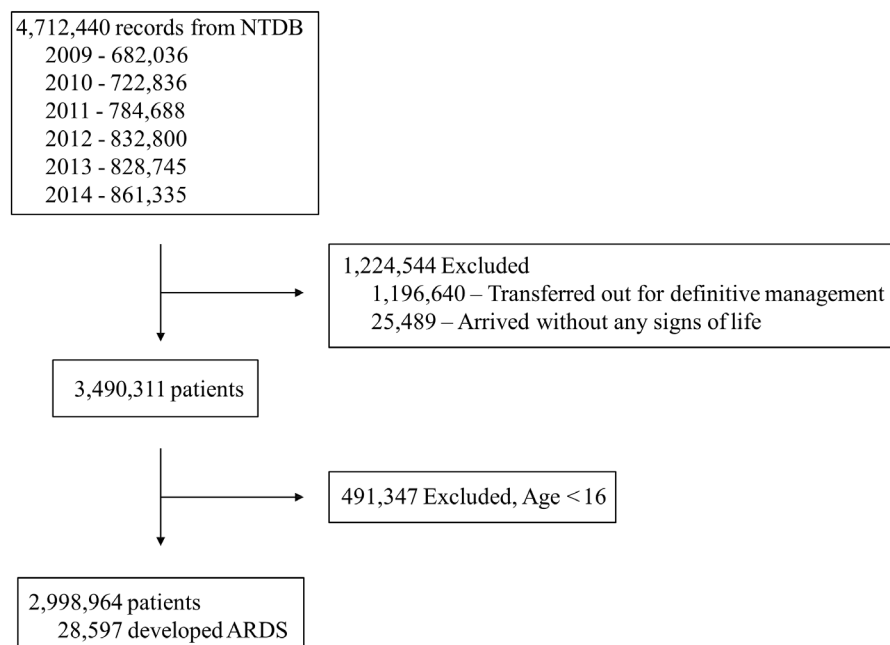 4,712,440 records from NTDB
2009 - 682,036
2010 - 722,836
2011 - 784,688
2012 - 832,800
2013 - 828,745
2014 - 861,335
1,224,544 Excluded
1,196,640 – Transferred out for definitive management
25,489 – Arrived without any signs of life
3,490,311 patients
491,347 Excluded, Age < 16
2,998,964 patients
28,597 developed ARDS